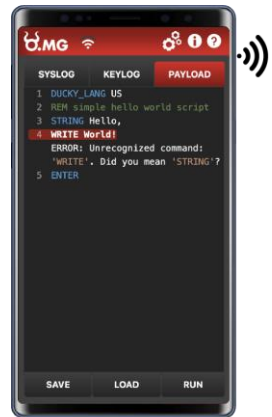 O.MG
SYSLOG KEYLOG PAYLOAD
1 DUCKY_LANG US
2 REM simple hello world script
3 STRING Hello,
4 WRITE World!
ERROR: Unrecognized command:
'WRITE'. Did you mean 'STRING'?
5 ENTER
SAVE LOAD RUN